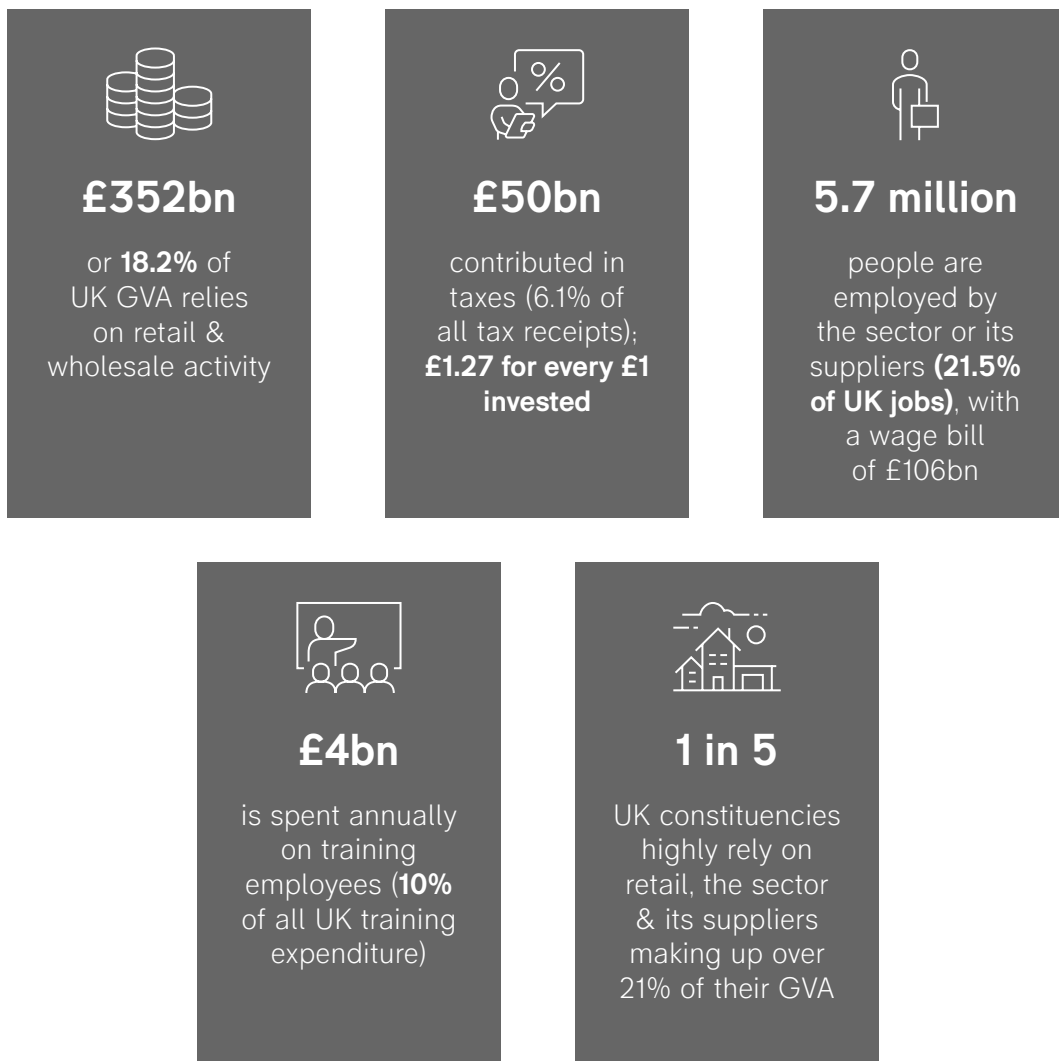 %
£352bn
or 18.2% of
UK GVA relies
on retail &
wholesale activity
£50bn
contributed in
taxes (6.1% of
all tax receipts);
£1.27 for every £1
invested
5.7 million
people are
employed by
the sector or its
suppliers (21.5%
of UK jobs), with
a wage bill
of £106bn
£4bn
is spent annually
on training
employees (10%
of all UK training
expenditure)
1 in 5
UK constituencies
highly rely on
retail, the sector
& its suppliers
making up over
21% of their GVA